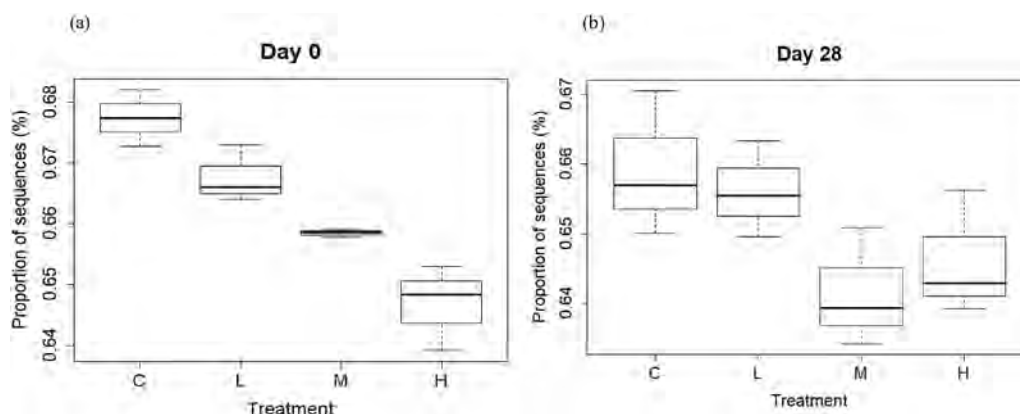 (a)
Day 0
Proportion of sequences (%)
0.68
0.67
0.66
0.65
0.64
C L M H
Treatment
(b)
Day 28
Proportion of sequences (%)
0.67
0.66
0.65
0.64
C L M H
Treatment